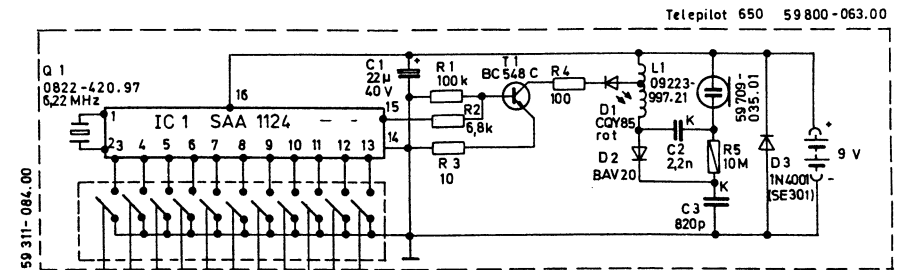 Telepilot 650 59800-063.00
Q 1
0822-420.97
6,22 MHz
16
C 1
22µ
40 V
+
R 1
100 k
T 1
BC 548 C
R 4
100
L1
09223-
997.21
59709-
035.01
1
2
IC 1 SAA 1124 - -
15
14
R2
6,8k
R 3
10
D1
CQY85
rot
K
C2
2,2n
R5
10M
D2
BAV20
K
C3
820p
D3
1N4001
(SE301)
+
9 V
-
3 4 5 6 7 8 9 10 11 12 13
59311-084.00